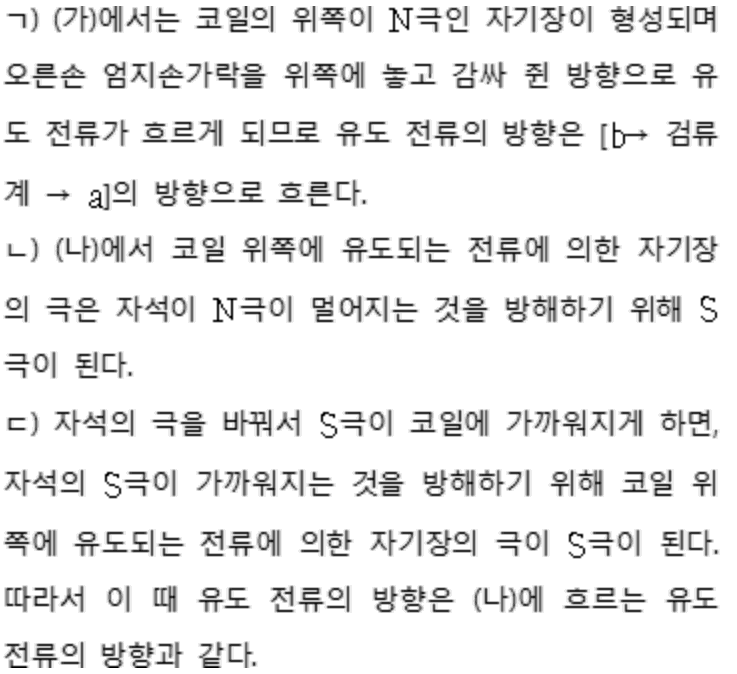 ㄱ) (가)에서는 코일의 위쪽이 N극인 자기장이 형성되며
오른손 엄지손가락을 위쪽에 놓고 감싸 쥔 방향으로 유
도 전류가 흐르게 되므로 유도 전류의 방향은 [b→ 검류
계 → a]의 방향으로 흐른다.
ㄴ) (나)에서 코일 위쪽에 유도되는 전류에 의한 자기장
의 극은 자석이 N극이 멀어지는 것을 방해하기 위해 S
극이 된다.
ㄷ) 자석의 극을 바꿔서 S극이 코일에 가까워지게 하면,
자석의 S극이 가까워지는 것을 방해하기 위해 코일 위
쪽에 유도되는 전류에 의한 자기장의 극이 S극이 된다.
따라서 이 때 유도 전류의 방향은 (나)에 흐르는 유도
전류의 방향과 같다.